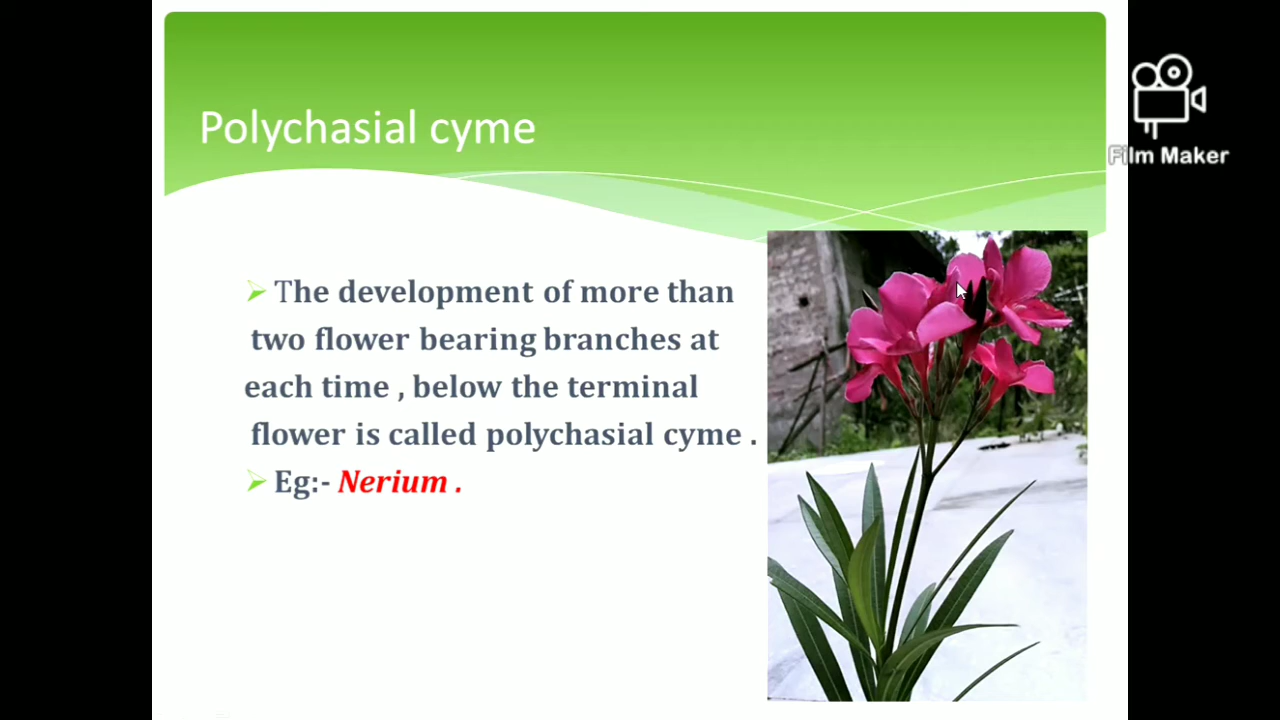 Polychasial cyme
Film Maker
The development of more than
two flower bearing branches at
each time , below the terminal
flower is called polychasial cyme .
Eg:- Nerium .